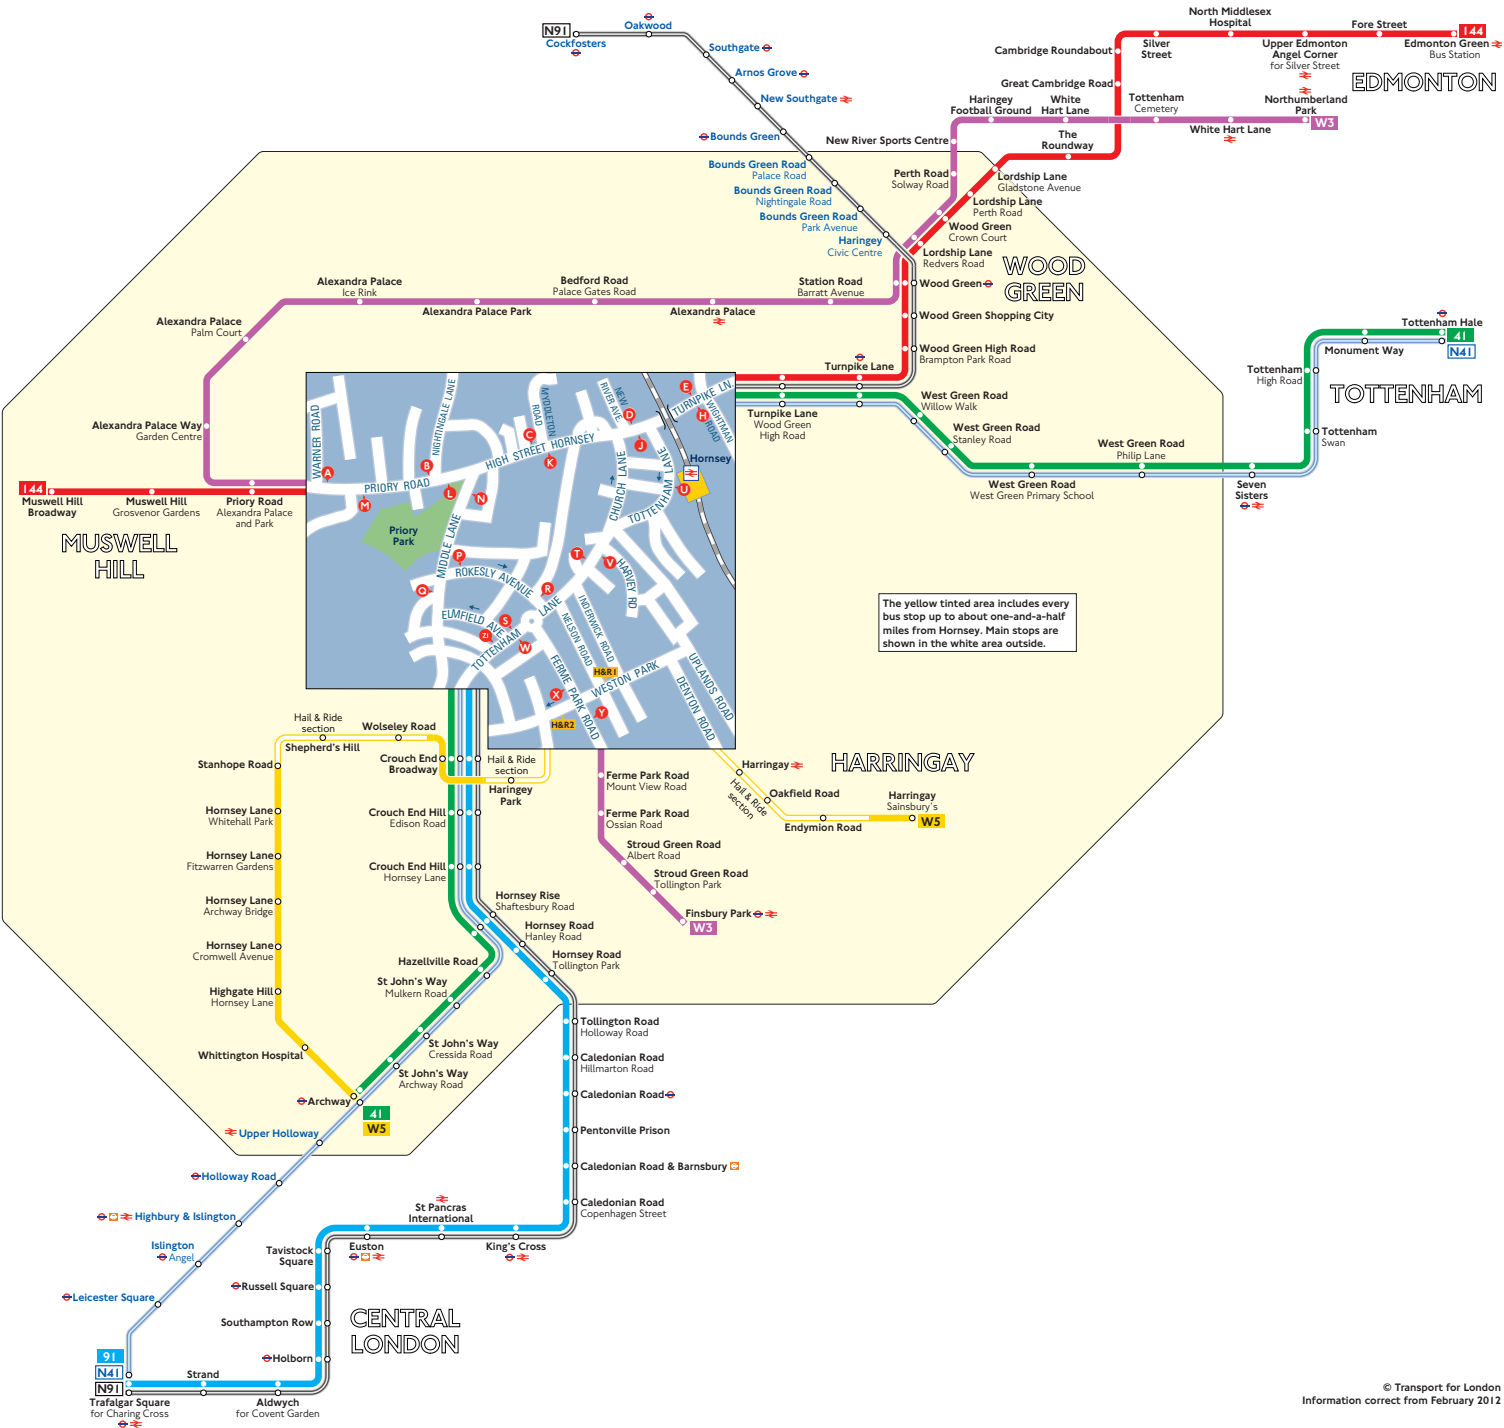 N91
Cockfosters
Oakwood
Southgate
Arnos Grove
New Southgate
Bounds Green
Bounds Green Road
Palace Road
Bounds Green Road
Nightingale Road
Bounds Green Road
Park Avenue
Haringey
Civic Centre
North Middlesex
Hospital
Fore Street
144
Cambridge Roundabout
Silver
Street
Upper Edmonton
Angel Corner
for Silver Street
Edmonton Green
Bus Station
EDMONTON
Great Cambridge Road
Haringey
Football Ground
White
Hart Lane
Tottenham
Cemetery
Northumberland
Park
W3
White Hart Lane
New River Sports Centre
The
Roundway
Perth Road
Solway Road
Lordship Lane
Gladstone Avenue
Lordship Lane
Perth Road
Wood Green
Crown Court
Lordship Lane
Redvers Road
WOOD
GREEN
Wood Green
Wood Green Shopping City
Wood Green High Road
Brampton Park Road
Turnpike Lane
Alexandra Palace
Ice Rink
Bedford Road
Palace Gates Road
Station Road
Barratt Avenue
Alexandra Palace Park
Alexandra Palace
Alexandra Palace
Palm Court
Alexandra Palace Way
Garden Centre
144
Muswell Hill
Broadway
Muswell Hill
Grosvenor Gardens
Priory Road
Alexandra Palace
and Park
MUSWELL
HILL
Tottenham Hale
41
N41
Monument Way
Tottenham
High Road
TOTTENHAM
Tottenham
Swan
Turnpike Lane
Wood Green
High Road
West Green Road
Willow Walk
West Green Road
Stanley Road
West Green Road
Philip Lane
West Green Road
West Green Primary School
Seven
Sisters
WARNER ROAD
NIGHTINGALE LANE
MYDDLETON
ROAD
NEW
RIVER AVE
TURNPIKE LN.
WIGHTMAN
ROAD
HIGH STREET HORNSEY
PRIORY ROAD
CHURCH LANE
TOTTENHAM LANE
Hornsey
Priory
Park
MIDDLE LANE
ROKESLY AVENUE
ELMFIELD AVE
TOTTENHAM LANE
HARVEY RD
INDERWICK ROAD
NELSON ROAD
FERME PARK ROAD
WESTON PARK
UPLANDS ROAD
DENTON ROAD
A
B
C
D
E
H
J
K
L
M
N
P
Q
R
S
T
U
V
W
X
Y
Z1
H&R1
H&R2
The yellow tinted area includes every
bus stop up to about one-and-a-half
miles from Hornsey. Main stops are
shown in the white area outside.
Hail & Ride
section
Shepherd's Hill
Wolseley Road
Stanhope Road
Crouch End
Broadway
Hail & Ride
section
Haringey
Park
Hornsey Lane
Whitehall Park
Crouch End Hill
Edison Road
Hornsey Lane
Fitzwarren Gardens
Crouch End Hill
Hornsey Lane
Hornsey Lane
Archway Bridge
Hornsey Lane
Cromwell Avenue
Highgate Hill
Hornsey Lane
Whittington Hospital
Archway
41
W5
Ferme Park Road
Mount View Road
Ferme Park Road
Ossian Road
Stroud Green Road
Albert Road
Stroud Green Road
Tollington Park
Finsbury Park
W3
HARRINGAY
Harringay
Hail & Ride
section
Oakfield Road
Endymion Road
Harringay
Sainsbury's
W5
Hornsey Rise
Shaftesbury Road
Hornsey Road
Hanley Road
Hornsey Road
Tollington Park
Hazellville Road
St John's Way
Mulkern Road
St John's Way
Cressida Road
St John's Way
Archway Road
Tollington Road
Holloway Road
Caledonian Road
Hillmarton Road
Caledonian Road
Pentonville Prison
Caledonian Road & Barnsbury
Caledonian Road
Copenhagen Street
Upper Holloway
Holloway Road
Highbury & Islington
Islington
Angel
Leicester Square
St Pancras
International
Euston
King's Cross
Tavistock
Square
Russell Square
Southampton Row
Holborn
CENTRAL
LONDON
91
N41
N91
Trafalgar Square
for Charing Cross
Strand
Aldwych
for Covent Garden
© Transport for London
Information correct from February 2012